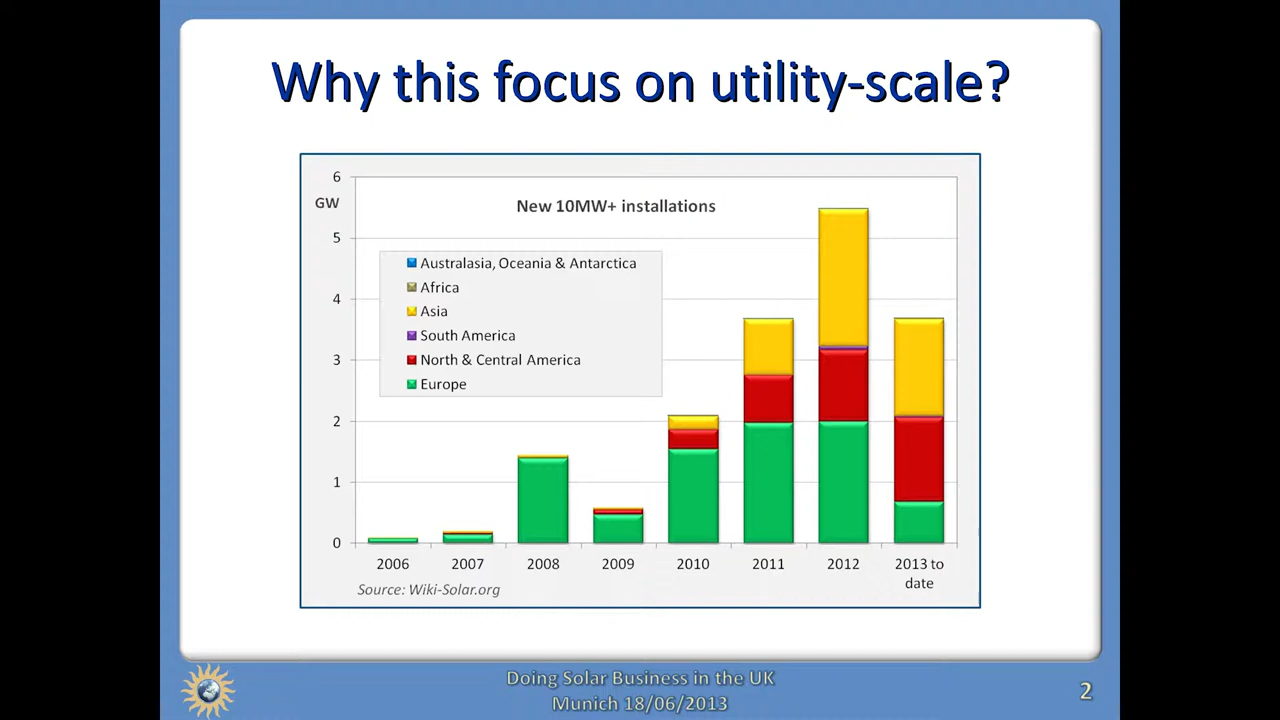 Why this focus on utility-scale?
6
GW
New 10MW+ installations
5
Australasia, Oceania & Antarctica
Africa
4
Asia
South America
3
North & Central America
Europe
2
1
0
2006 2007 2008 2009 2010 2011 2012 2013 to
date
Source: Wiki-Solar.org
Doing Solar Business in the UK
Munich 18/06/2013
2